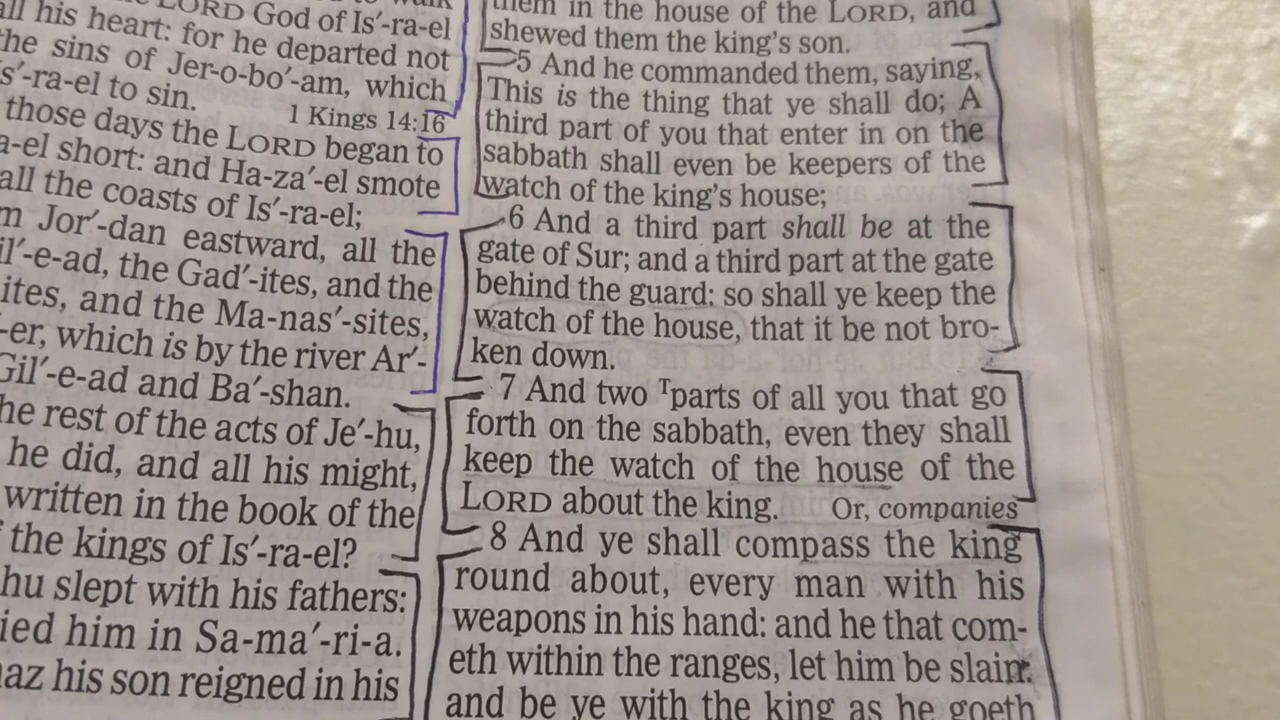 LORD God of Is′-ra-el
all his heart: for he departed not
the sins of Jer-o-bo′-am, which
Is′-ra-el to sin.
1 Kings 14:16
those days the LORD began to
a-el short: and Ha-za′-el smote
all the coasts of Is′-ra-el;
m Jor′-dan eastward, all the
il′-e-ad, the Gad′-ites, and the
ites, and the Ma-nas′-sites,
-er, which is by the river Ar′-
Gil′-e-ad and Ba′-shan.
he rest of the acts of Je′-hu,
he did, and all his might,
written in the book of the
the kings of Is′-ra-el?
hu slept with his fathers:
ied him in Sa-ma′-ri-a.
haz his son reigned in his
them in the house of the LORD, and
shewed them the king's son.
5 And he commanded them, saying,
This is the thing that ye shall do; A
third part of you that enter in on the
sabbath shall even be keepers of the
watch of the king's house;
6 And a third part shall be at the
gate of Sur; and a third part at the gate
behind the guard: so shall ye keep the
watch of the house, that it be not bro-
ken down.
7 And two ᵀparts of all you that go
forth on the sabbath, even they shall
keep the watch of the house of the
LORD about the king. Or, companies
8 And ye shall compass the king
round about, every man with his
weapons in his hand: and he that com-
eth within the ranges, let him be slain:
and be ye with the king as he goeth